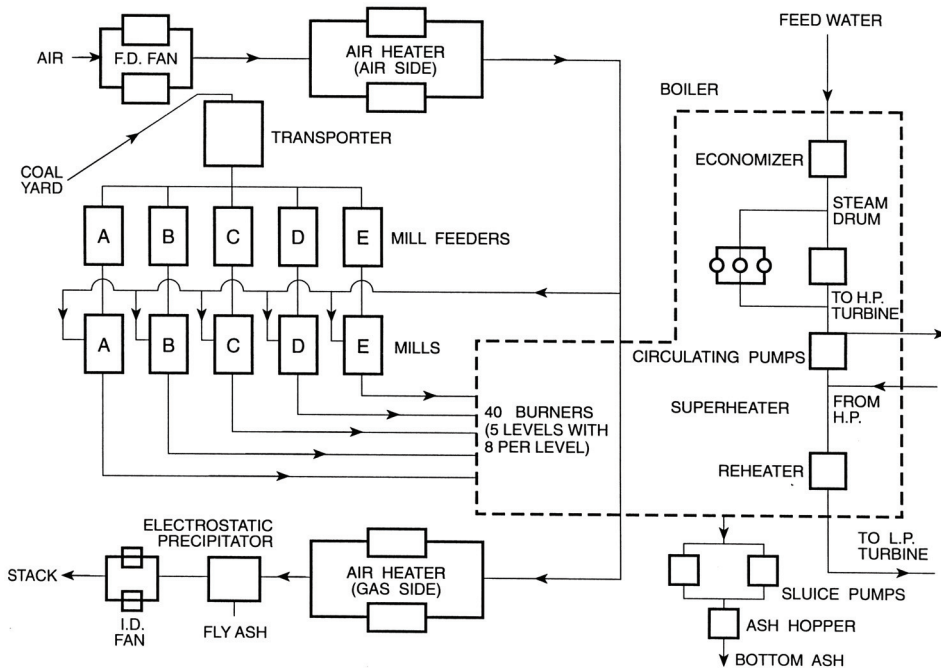 FEED WATER
AIR
F.D. FAN
AIR HEATER
(AIR SIDE)
BOILER
TRANSPORTER
COAL
YARD
ECONOMIZER
STEAM
DRUM
A
B
C
D
E
MILL FEEDERS
TO H.P.
TURBINE
A
B
C
D
E
MILLS
CIRCULATING PUMPS
SUPERHEATER
FROM
H.P.
40 BURNERS
(5 LEVELS WITH
8 PER LEVEL)
REHEATER
ELECTROSTATIC
PRECIPITATOR
TO L.P.
TURBINE
STACK
AIR HEATER
(GAS SIDE)
SLUICE PUMPS
I.D.
FAN
FLY ASH
ASH HOPPER
BOTTOM ASH